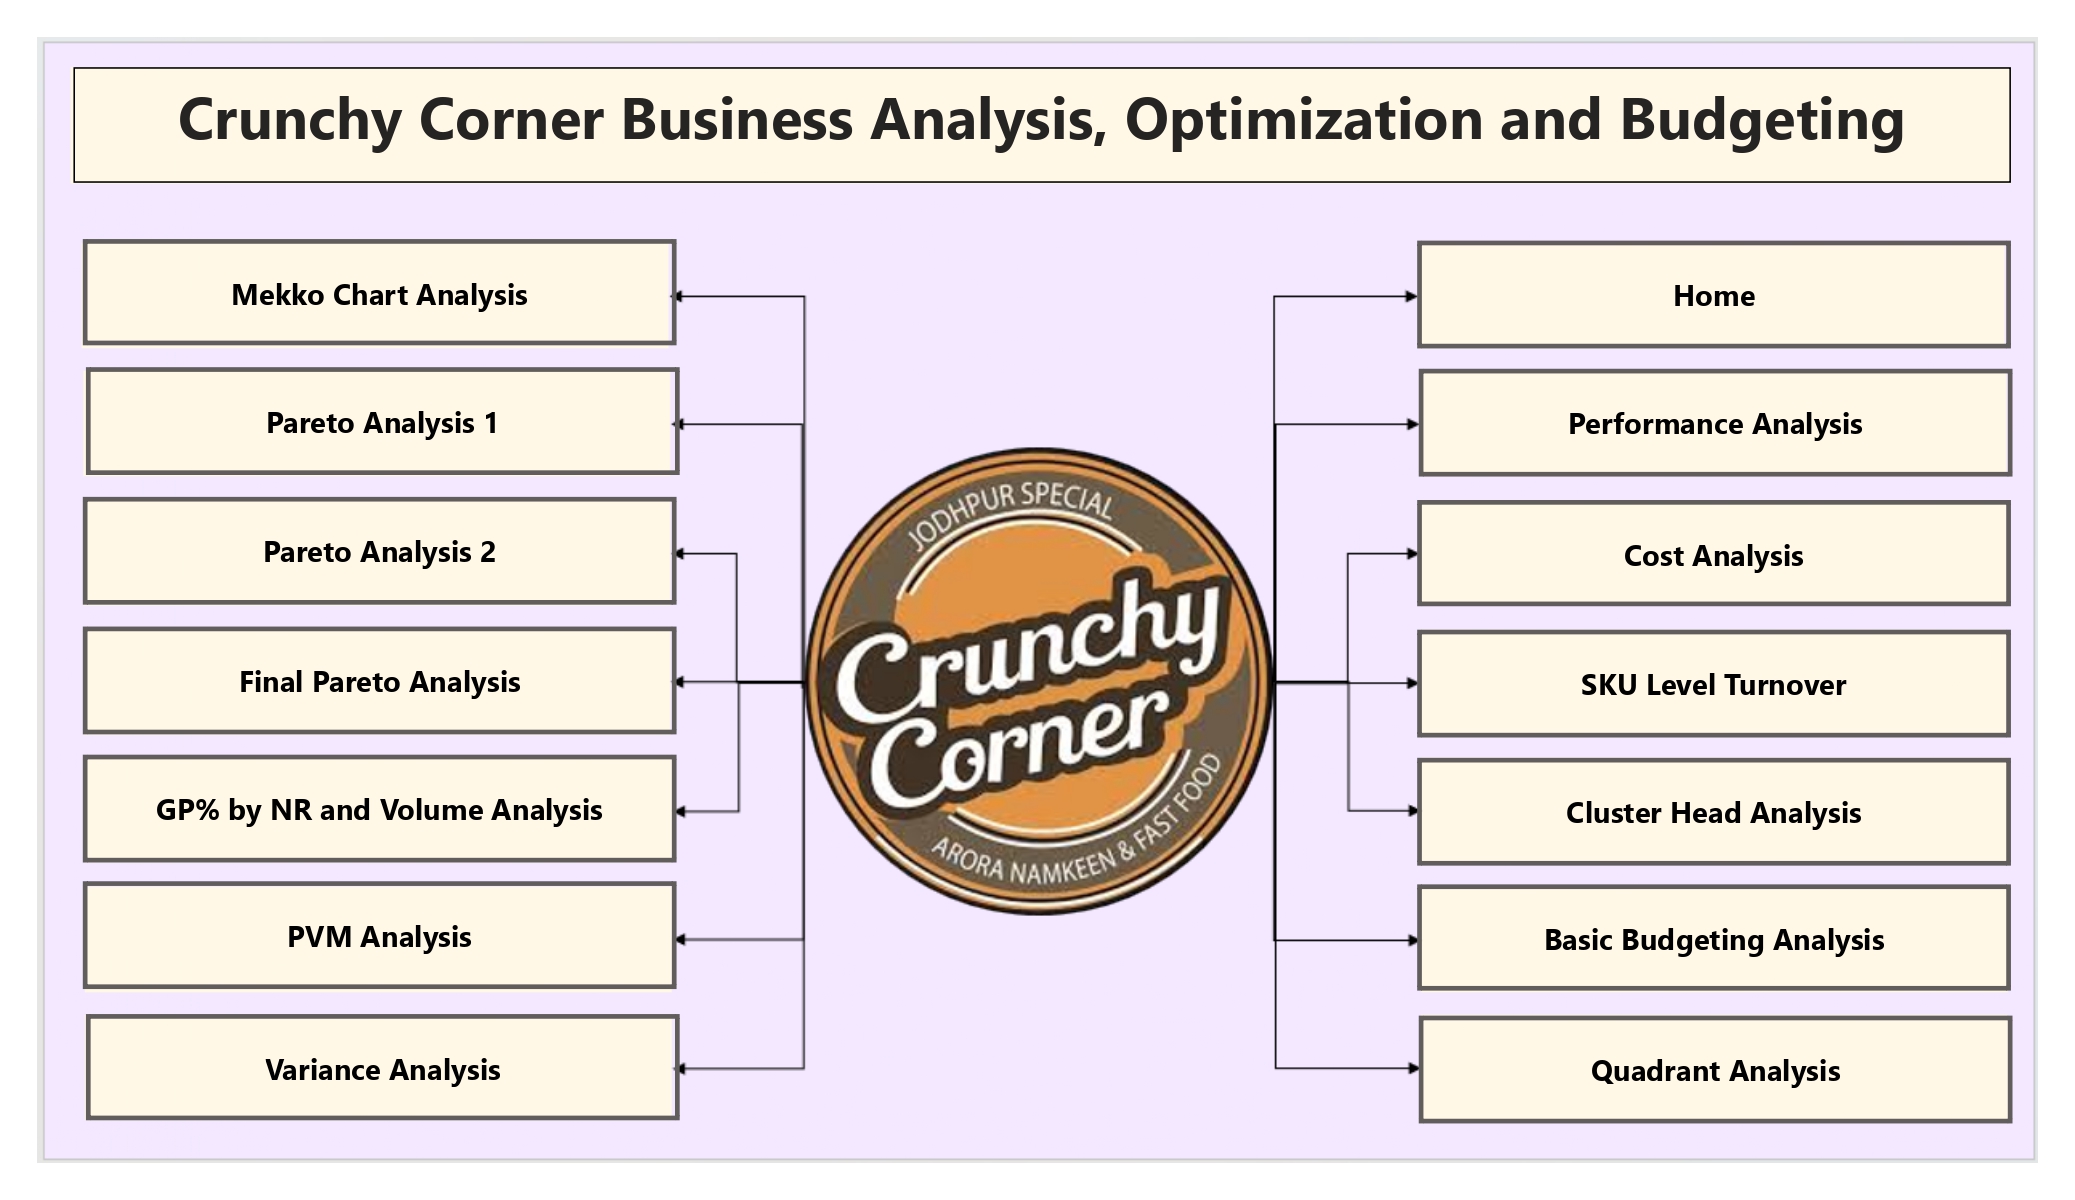 Crunchy Corner Business Analysis, Optimization and Budgeting
Mekko Chart Analysis
Pareto Analysis 1
Pareto Analysis 2
Final Pareto Analysis
GP% by NR and Volume Analysis
PVM Analysis
Variance Analysis
JODHPUR SPECIAL
Crunchy
Corner
ARORA NAMKEEN & FAST FOOD
Home
Performance Analysis
Cost Analysis
SKU Level Turnover
Cluster Head Analysis
Basic Budgeting Analysis
Quadrant Analysis